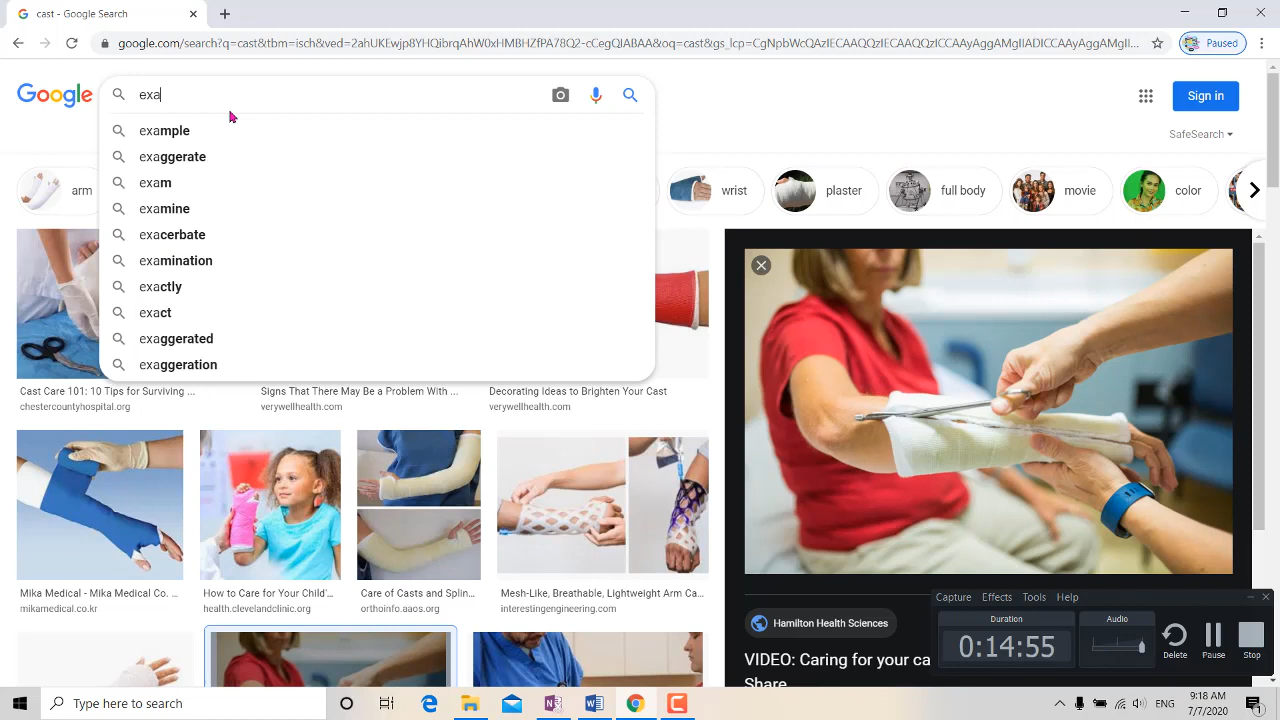 cast - Google Search
google.com/search?q=cast&tbm=isch&ved=2ahUKEwjp8YHGqLrqAhW0xHMBHZPA78Q2-cCegQIABAA&oq=cast&gs_lcp=CgNpbWcQAzIECAAQQzICCAAyAggAMgIIADICCAAyAggAMgIIADICCAAyAggAMgII...
Paused
Google
exa
Sign in
SafeSearch
example
exaggerate
exam
examine
exacerbate
examination
exactly
exact
exaggerated
exaggeration
arm
wrist
plaster
full body
movie
color
Cast Care 101: 10 Tips for Surviving ...
chestercountyhospital.org
Signs That There May Be a Problem With ...
verywellhealth.com
Decorating Ideas to Brighten Your Cast
verywellhealth.com
Mika Medical - Mika Medical Co. ...
mikamedical.co.kr
How to Care for Your Child'...
health.clevelandclinic.org
Care of Casts and Splin...
orthoinfo.aaos.org
Mesh-Like, Breathable, Lightweight Arm Ca...
interestingengineering.com
Hamilton Health Sciences
VIDEO: Caring for your ca
Share
Capture Effects Tools Help
Duration
0:14:55
Audio
Delete
Pause
Stop
Type here to search
ENG
9:18 AM
7/7/2020